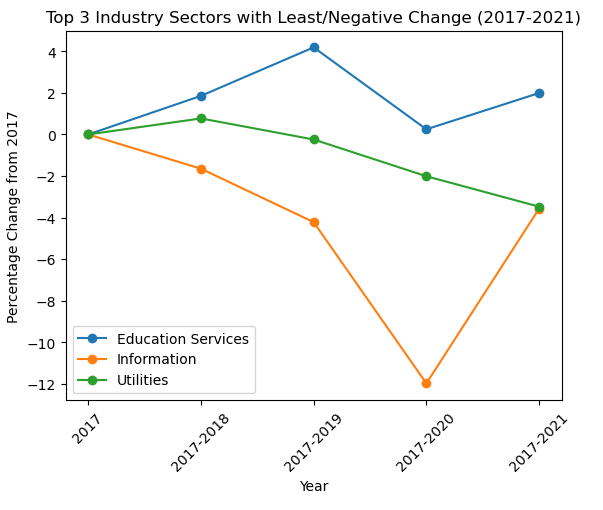 Top 3 Industry Sectors with Least/Negative Change (2017-2021)
Percentage Change from 2017
4
2
0
−2
−4
−6
−8
−10
−12
Education Services
Information
Utilities
2017
2017-2018
2017-2019
2017-2020
2017-2021
Year